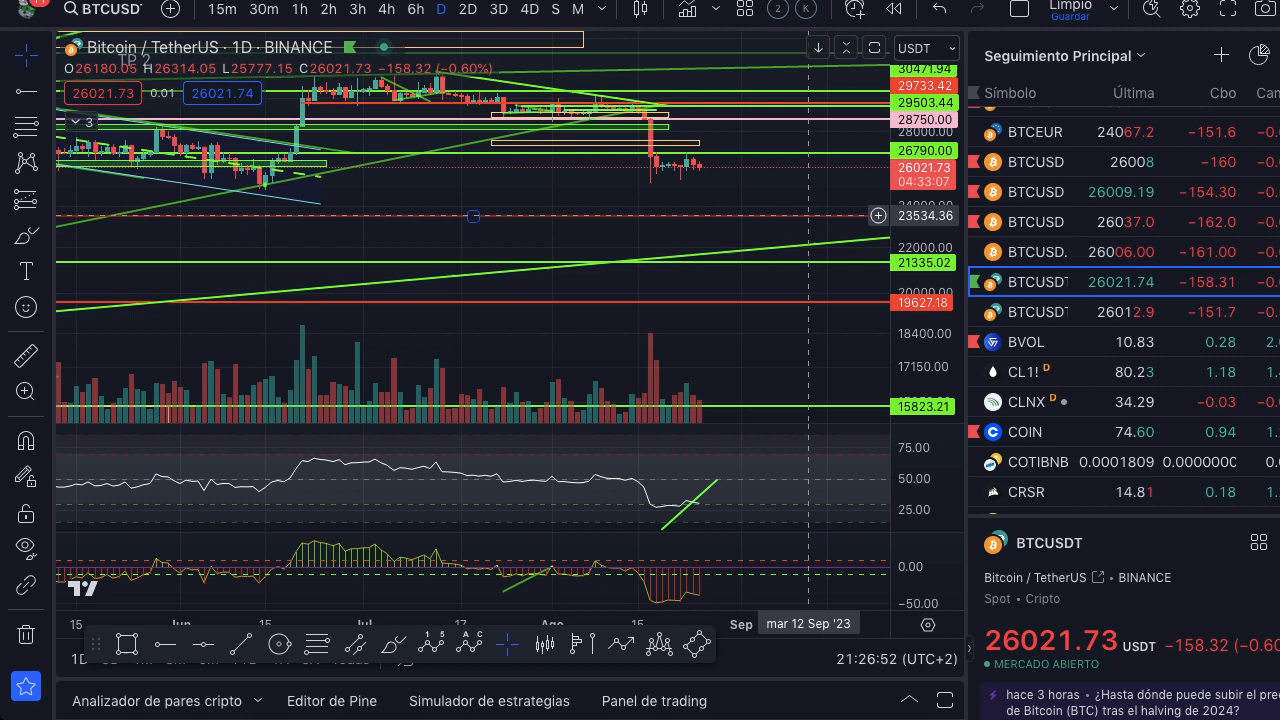 11
BTCUSD' 15m 30m 1h 2h 3h 4h 6h D 2D 3D 4D S M 2 K Limpio
Guardar
Bitcoin / TetherUS · 1D · BINANCE
TP 2
O26180.05 H26314.05 L25777.15 C26021.73 −158.32 (−0.60%)
26021.73 0.01 26021.74
3
USDT
30471.94
29733.42
29503.44
28750.00
28000.00
26790.00
26021.73
04:33:07
24000.00
23534.36
22000.00
21335.02
20000.00
19627.18
18400.00
17150.00
15823.21
75.00
50.00
25.00
0.00
−50.00
15 Jun 15 Jul 17 Ago 15 Sep mar 12 Sep '23
1D
21:26:52 (UTC+2)
Analizador de pares cripto Editor de Pine Simulador de estrategias Panel de trading
Seguimiento Principal
Símbolo Última Cbo Can
BTCEUR 24067.2 −151.6 −0.
BTCUSD 26008 −160 −0.
BTCUSD 26009.19 −154.30 −0.
BTCUSD 26037.0 −162.0 −0.
BTCUSD. 26006.00 −161.00 −0.
BTCUSDT 26021.74 −158.31 −0.
BTCUSDT 26012.9 −151.7 −0.
BVOL 10.83 0.28 2.
CL1! D 80.23 1.18 1.
CLNX D 34.29 −0.03 −0.
COIN 74.60 0.94 1.
COTIBNB 0.0001809 0.000000C 0.
CRSR 14.81 0.18 1.
BTCUSDT
Bitcoin / TetherUS • BINANCE
Spot • Cripto
26021.73 USDT −158.32 (−0.60
MERCADO ABIERTO
hace 3 horas • ¿Hasta dónde puede subir el pre
de Bitcoin (BTC) tras el halving de 2024?